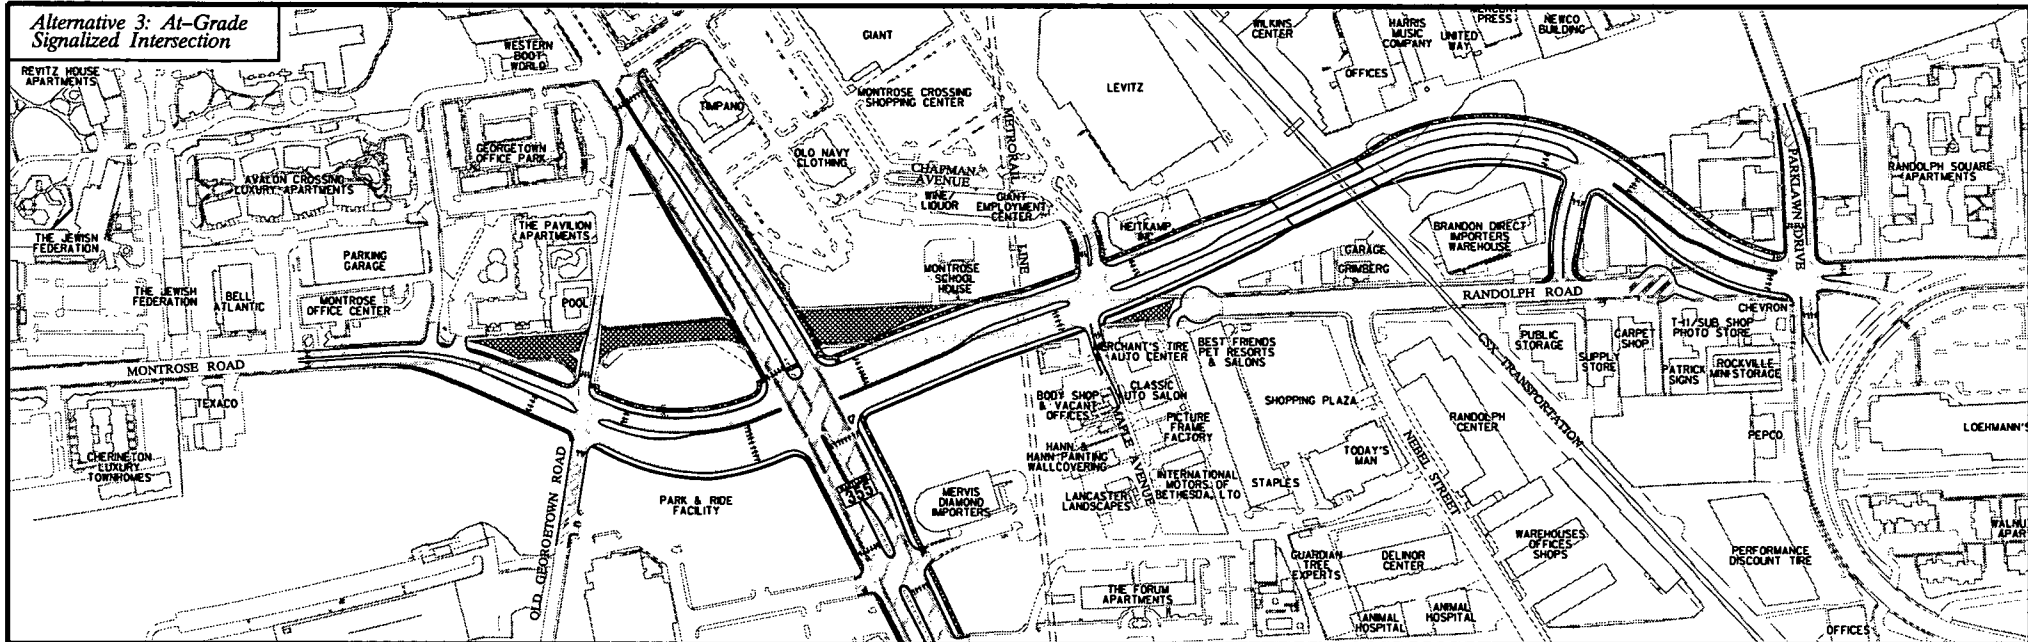 Alternative 3: At-Grade
Signalized Intersection
REVITZ HOUSE
APARTMENTS
WESTERN
BOOT
WORLD
GIANT
WILKINS
CENTER
HARRIS
MUSIC
COMPANY
UNITED
WAY
PRESS
NEWCO
BUILDING
OFFICES
LEVITZ
TIMPANO
MONTROSE CROSSING
SHOPPING CENTER
METRORAIL
LINE
OLD NAVY
CLOTHING
GEORGETOWN
OFFICE PARK
AVALON CROSSING
LUXURY APARTMENTS
CHAPMAN
AVENUE
WINE/
LIQUOR
GIANT
EMPLOYMENT
CENTER
PARKLAWN DRIVE
RANDOLPH SQUARE
APARTMENTS
THE JEWISH
FEDERATION
THE PAVILION
APARTMENTS
HEITKAMP
INC
BRANDON DIRECT
IMPORTERS
WAREHOUSE
PARKING
GARAGE
GARAGE
GRIMBERG
MONTROSE
SCHOOL
HOUSE
THE JEWISH
FEDERATION
BELL
ATLANTIC
MONTROSE
OFFICE CENTER
POOL
RANDOLPH ROAD
CHEVRON
MONTROSE ROAD
TEXACO
MERCHANT'S TIRE
AUTO CENTER
BEST FRIENDS
PET RESORTS
& SALONS
PUBLIC
STORAGE
CARPET
SHOP
T-11/SUB SHOP
PHOTO STORE
SUPPLY
STORE
PATRICK
SIGNS
ROCKVILLE
MINI STORAGE
CSX TRANSPORTATION
BODY SHOP
& VACANT
OFFICES
CLASSIC
AUTO SALON
SHOPPING PLAZA
PICTURE
FRAME
FACTORY
MAPLE AVENUE
RANDOLPH
CENTER
PEPCO
LOEHMANN'S
CHERINGTON
LUXURY
TOWNHOMES
HANN &
HANN PAINTING
WALLCOVERING
TODAY'S
MAN
NEBEL STREET
OLD GEORGETOWN ROAD
PARK & RIDE
FACILITY
355
MERVIS
DIAMOND
IMPORTERS
LANCASTER
LANDSCAPES
INTERNATIONAL
MOTORS OF
BETHESDA, LTD
STAPLES
WAREHOUSES
OFFICES
SHOPS
PERFORMANCE
DISCOUNT TIRE
WALNU
APAR
GUARDIAN
TREE
EXPERTS
DELINOR
CENTER
THE FORUM
APARTMENTS
ANIMAL
HOSPITAL
ANIMAL
HOSPITAL
OFFICES